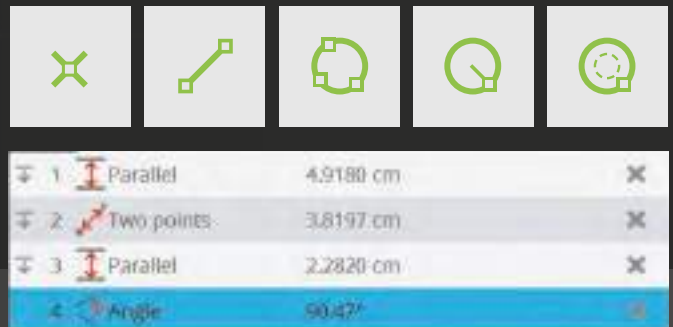 1 Parallel 4.9180 cm
2 Two points 3.8197 cm
3 Parallel 2.2820 cm
4 Angle 90.47°